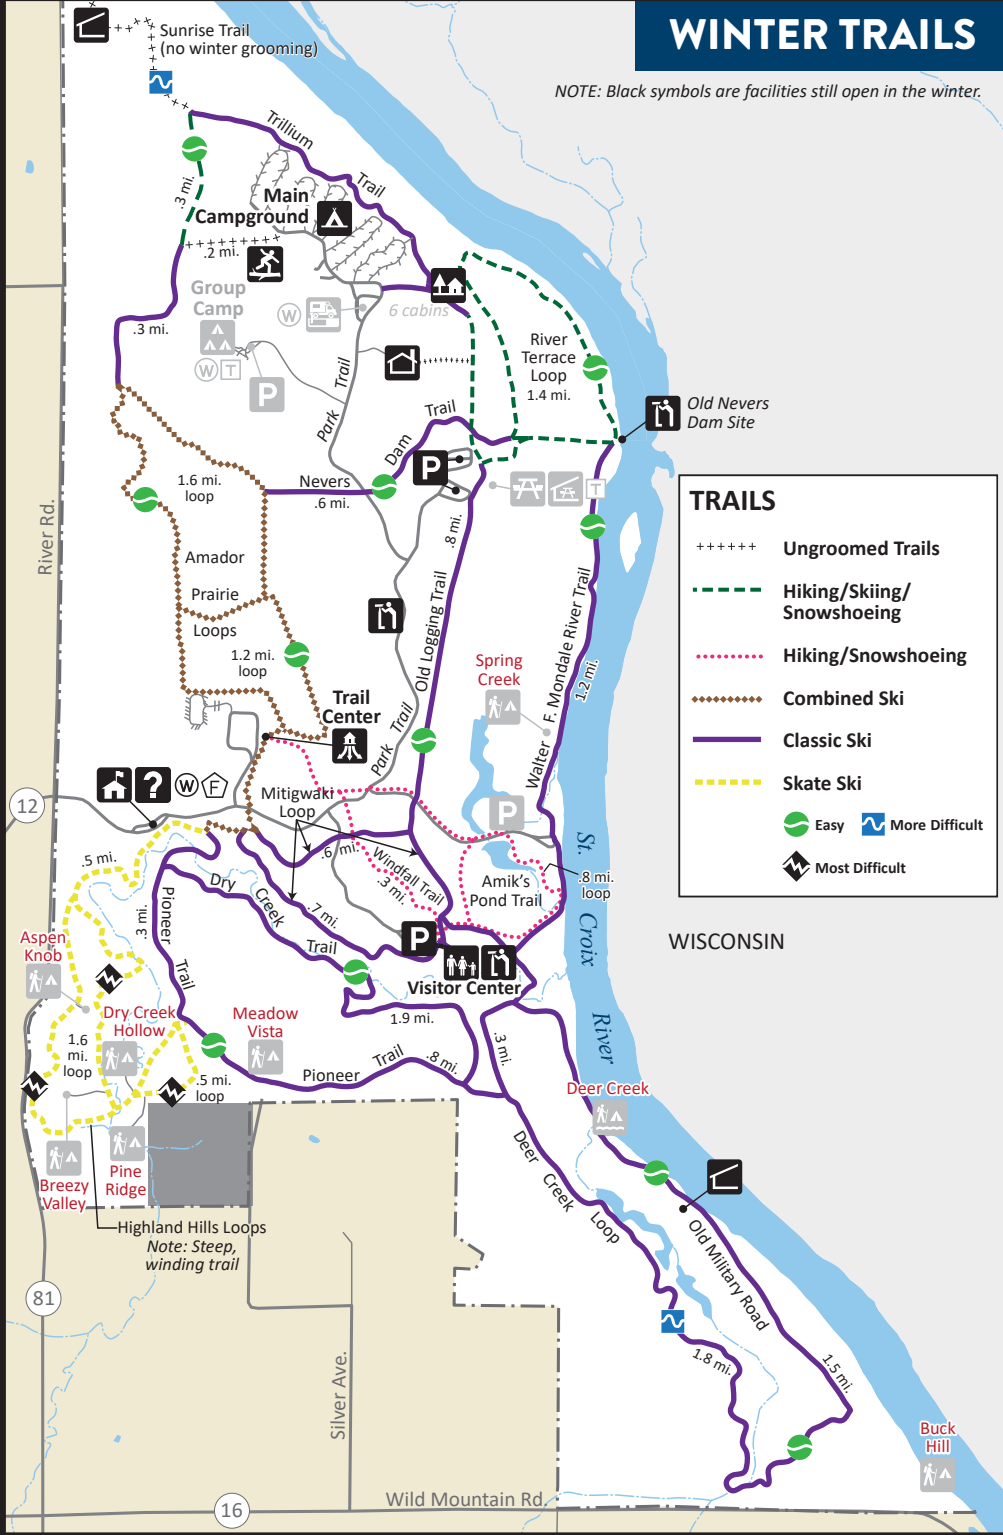 WINTER TRAILS
NOTE: Black symbols are facilities still open in the winter.
Sunrise Trail
(no winter grooming)
Trillium
Trail
.3 mi.
Main
Campground
.2 mi.
Group
Camp
W
6 cabins
.3 mi.
W T
P
Park Trail
River
Terrace
Loop
1.4 mi.
Old Nevers
Dam Site
Nevers Dam Trail
.6 mi.
P
T
1.6 mi.
loop
Amador
Prairie
Loops
1.2 mi.
loop
River Rd.
.8 mi.
Old Logging Trail
Park Trail
Spring
Creek
Walter F. Mondale River Trail
1.2 mi.
P
Trail
Center
? W F
12
Mitigwaki
Loop
.6 mi.
Windfall Trail
.3 mi.
Amik's
Pond Trail
.8 mi.
loop
St. Croix River
.5 mi.
Pioneer Trail
.3 mi.
Dry Creek Trail
.7 mi.
P
Visitor Center
Aspen
Knob
Dry Creek
Hollow
Meadow
Vista
1.6
mi.
loop
.5 mi.
loop
1.9 mi.
.3 mi.
Pioneer Trail
.8 mi.
Breezy
Valley
Pine
Ridge
Highland Hills Loops
Note: Steep,
winding trail
Deer Creek
Deer Creek Loop
Old Military Road
1.8 mi.
1.5 mi.
Buck
Hill
81
Silver Ave.
16
Wild Mountain Rd.
WISCONSIN
TRAILS
Ungroomed Trails
Hiking/Skiing/
Snowshoeing
Hiking/Snowshoeing
Combined Ski
Classic Ski
Skate Ski
Easy
More Difficult
Most Difficult